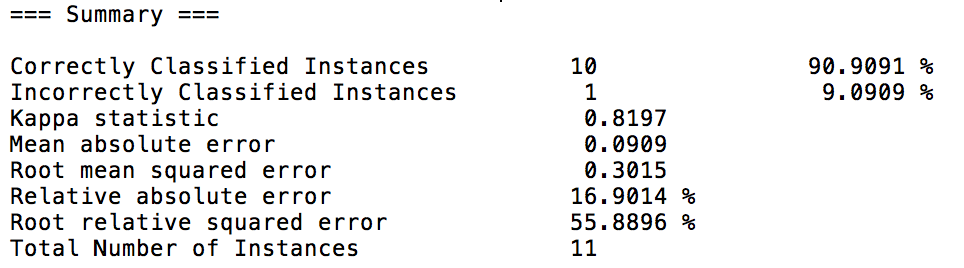 === Summary ===
Correctly Classified Instances 10 90.9091 %
Incorrectly Classified Instances 1 9.0909 %
Kappa statistic 0.8197
Mean absolute error 0.0909
Root mean squared error 0.3015
Relative absolute error 16.9014 %
Root relative squared error 55.8896 %
Total Number of Instances 11